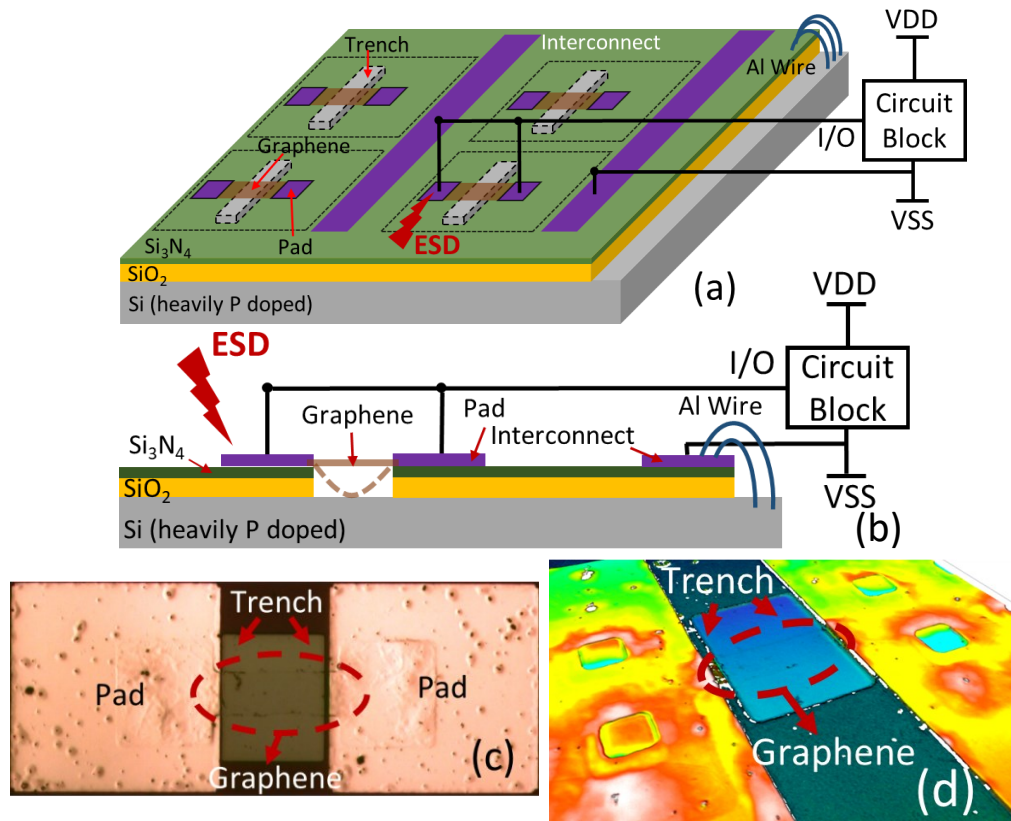 Trench
Interconnect
VDD
Al Wire
Circuit
Block
I/O
Graphene
VSS
ESD
Si3N4
Pad
SiO2
Si (heavily P doped)
(a)
VDD
ESD
I/O
Circuit
Block
Graphene
Pad
Al Wire
Interconnect
Si3N4
SiO2
VSS
Si (heavily P doped)
(b)
Trench
Pad
Pad
Graphene
(c)
Trench
Graphene
(d)